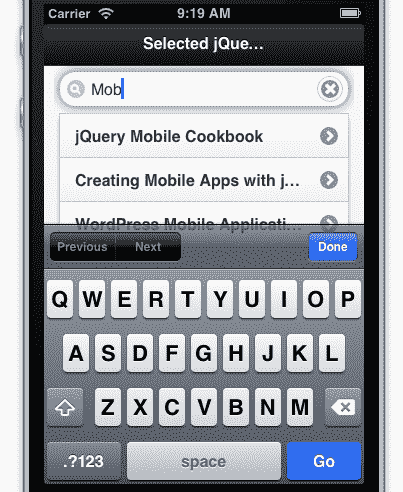 Carrier 9:19 AM
Selected jQue...
Mob
jQuery Mobile Cookbook
Creating Mobile Apps with j...
WordPress Mobile Applicati...
Previous Next Done
Q W E R T Y U I O P
A S D F G H J K L
Z X C V B N M
.?123 space Go